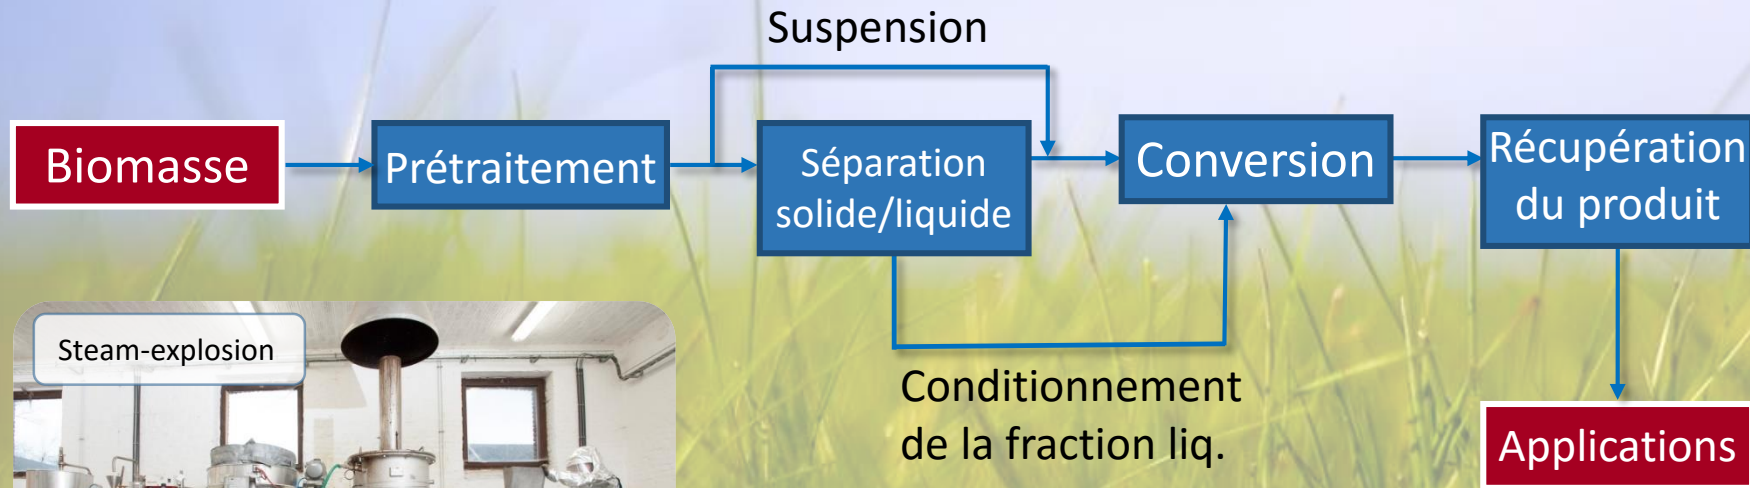 Suspension
Biomasse
Prétraitement
Séparation
solide/liquide
Conversion
Récupération
du produit
Steam-explosion
Conditionnement
de la fraction liq.
Applications